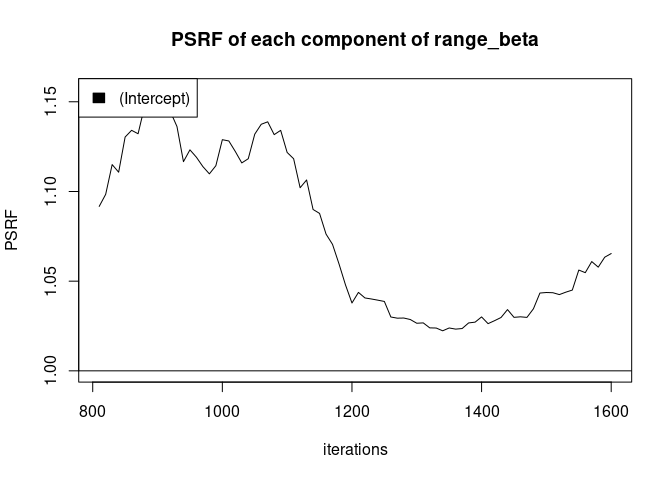 PSRF of each component of range_beta
(Intercept)
1.15
1.10
1.05
1.00
PSRF
800 1000 1200 1400 1600
iterations